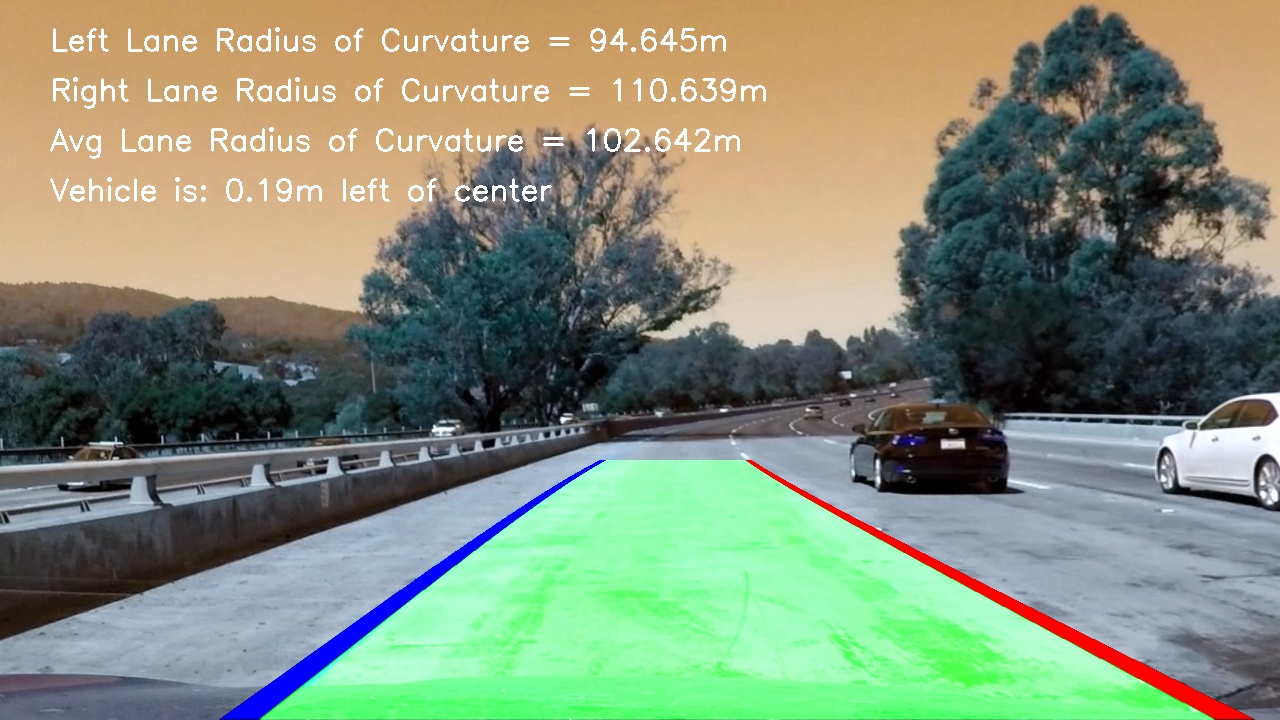 Left Lane Radius of Curvature = 94.645m
Right Lane Radius of Curvature = 110.639m
Avg Lane Radius of Curvature = 102.642m
Vehicle is: 0.19m left of center